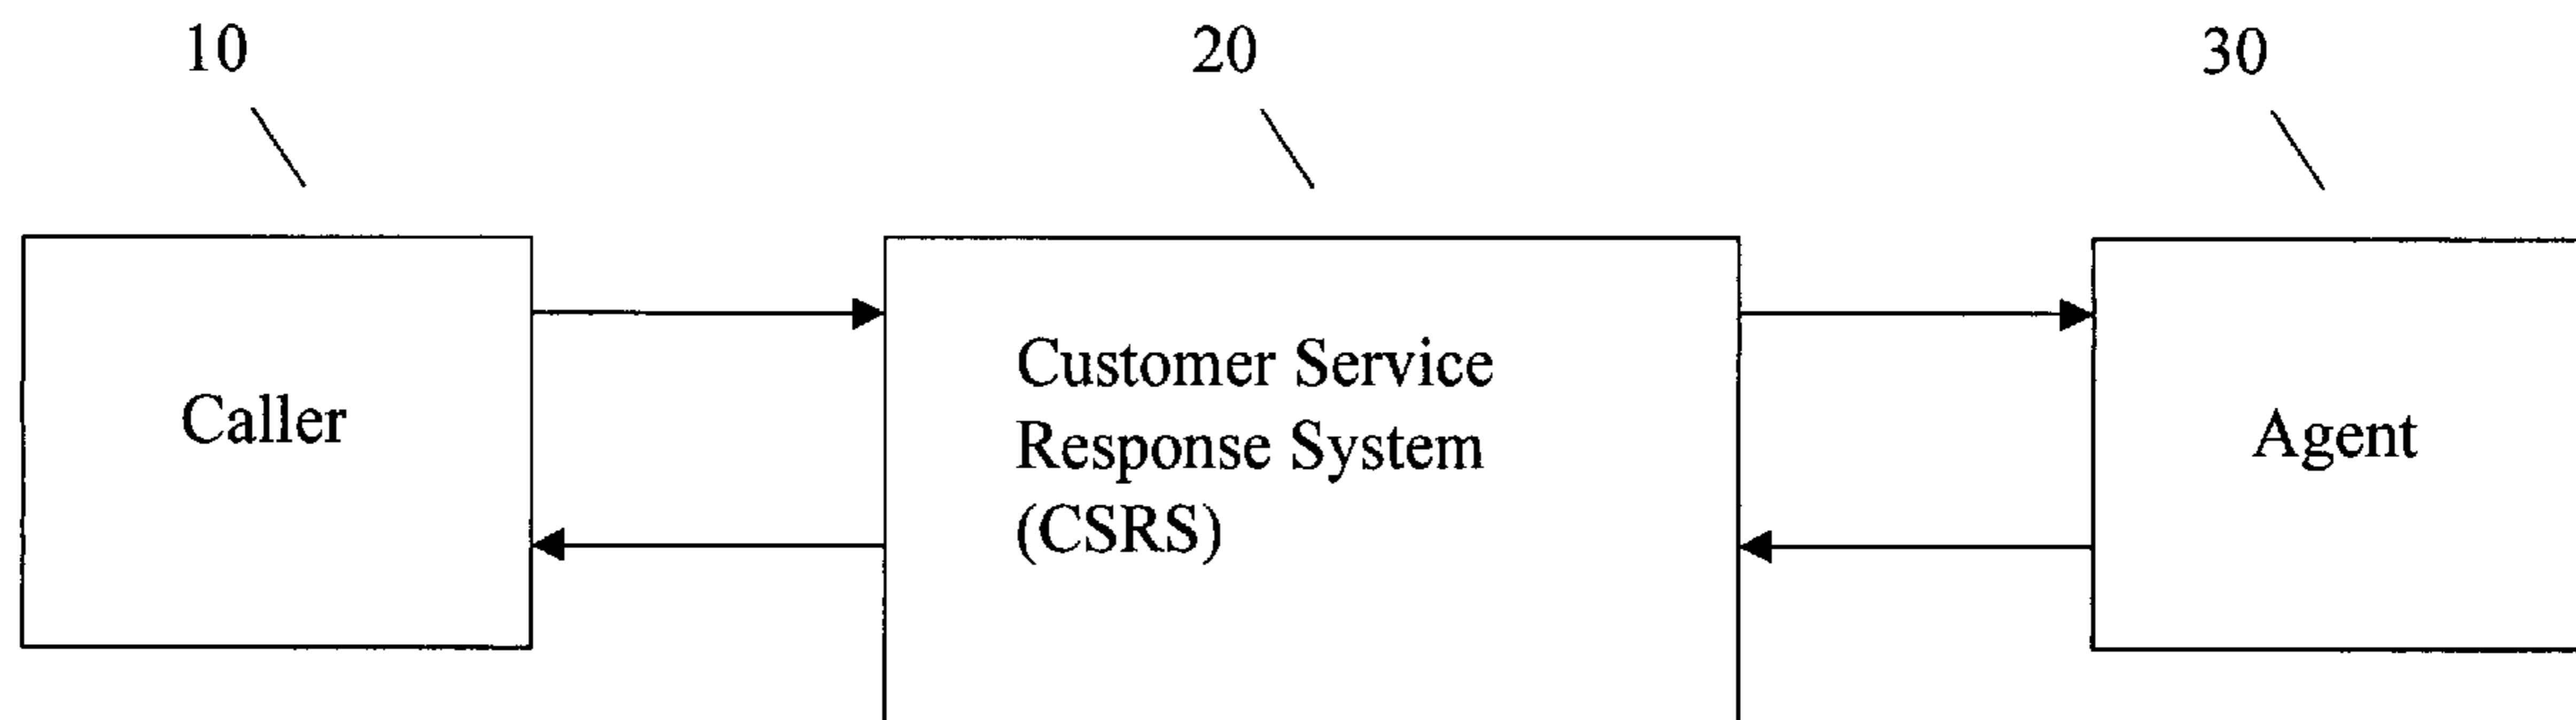 10
20
30
Caller
Customer Service
Response System
(CSRS)
Agent